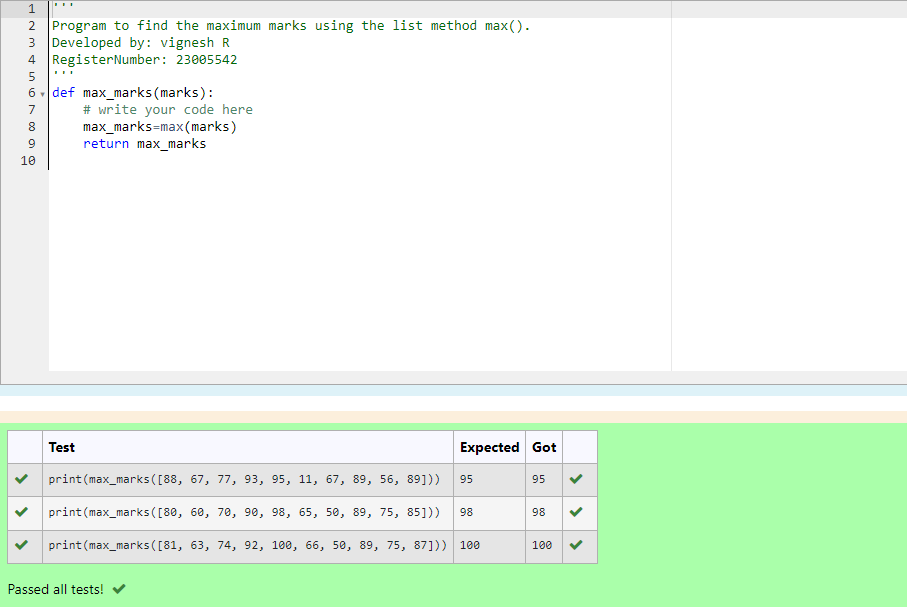 1 '''
2 Program to find the maximum marks using the list method max().
3 Developed by: vignesh R
4 RegisterNumber: 23005542
5 '''
6 def max_marks(marks):
7     # write your code here
8     max_marks=max(marks)
9     return max_marks
10
Test Expected Got
print(max_marks([88, 67, 77, 93, 95, 11, 67, 89, 56, 89])) 95 95
print(max_marks([80, 60, 70, 90, 98, 65, 50, 89, 75, 85])) 98 98
print(max_marks([81, 63, 74, 92, 100, 66, 50, 89, 75, 87])) 100 100
Passed all tests!